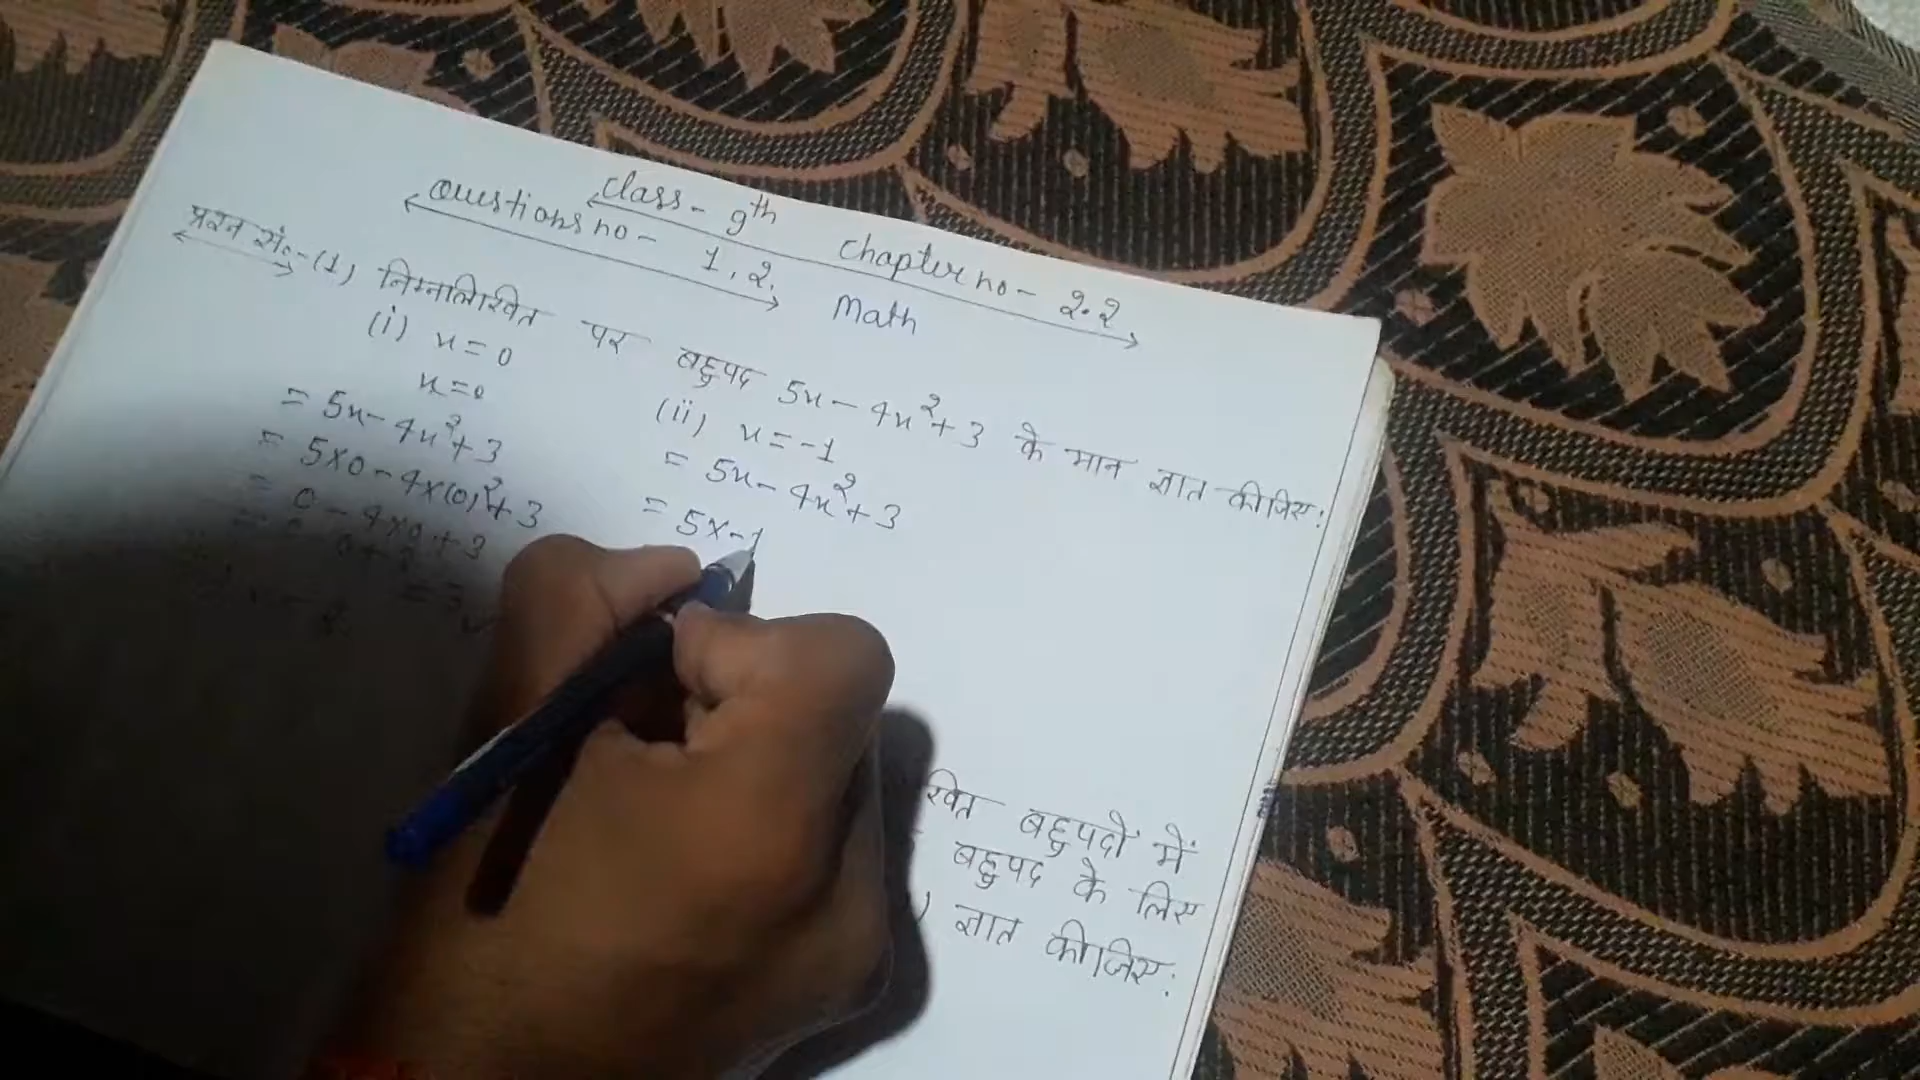 Class - 9th Chapter no - 2.2
Questions no - 1, 2. Math
प्रश्न सं०-(1) निम्नलिखित पर बहुपद 5x - 4x² + 3 के मान ज्ञात कीजिए:
(i) x = 0
x = 0
= 5x - 4x² + 3
= 5×0 - 4×(0)² + 3
= 0 - 4×0 + 3
(ii) x = -1
= 5x - 4x² + 3
= 5×-1
बहुपदों में
बहुपद के लिए
) ज्ञात कीजिए: